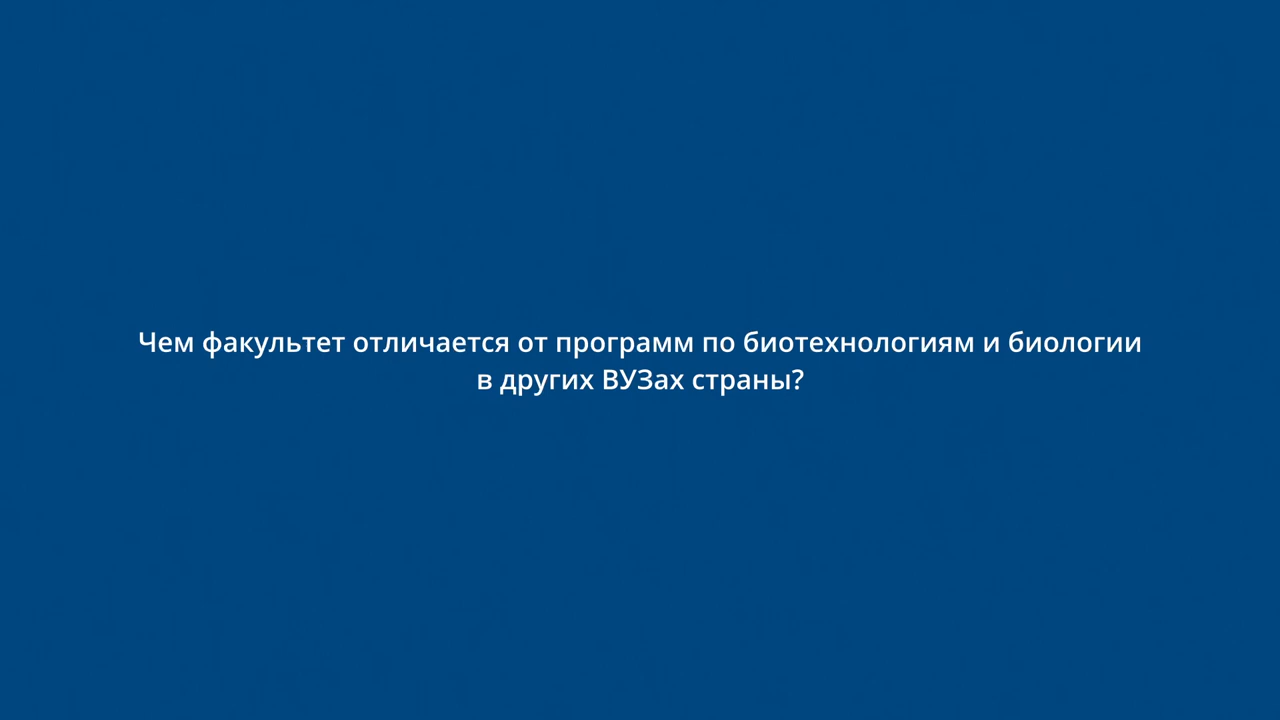 Чем факультет отличается от программ по биотехнологиям и биологии
в других ВУЗах страны?